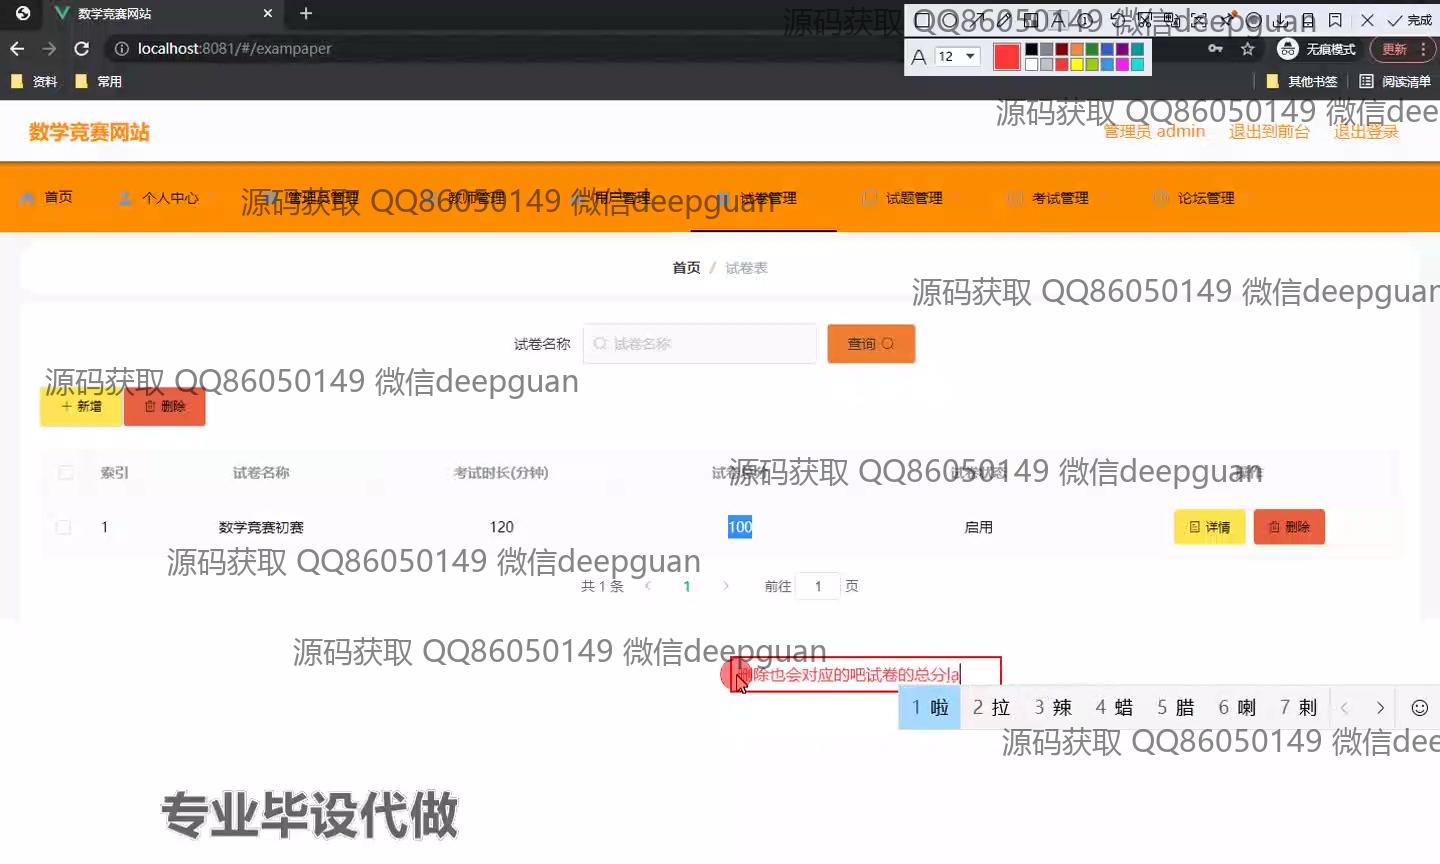 数学竞赛网站
完成
localhost:8081/#/exampaper
A 12
无痕模式
更新
资料 常用 其他书签 阅读清单
源码获取 QQ86050149 微信deepguan
数学竞赛网站
源码获取 QQ86050149 微信dee
管理员 admin 退出到前台 退出登录
首页 个人中心 管理员管理 教师管理 用户管理 试卷管理 试题管理 考试管理 论坛管理
源码获取 QQ86050149 微信deepguan
首页 / 试卷表
源码获取 QQ86050149 微信deepguan
试卷名称 试卷名称 查询
源码获取 QQ86050149 微信deepguan
+ 新增 删除
索引 试卷名称 考试时长(分钟) 试卷总分 试卷状态 操作
源码获取 QQ86050149 微信deepguan
1 数学竞赛初赛 120 100 启用 详情 删除
源码获取 QQ86050149 微信deepguan
共 1 条 < 1 > 前往 1 页
源码获取 QQ86050149 微信deepguan
删除也会对应的吧试卷的总分la
1 啦 2 拉 3 辣 4 蜡 5 腊 6 喇 7 剌
源码获取 QQ86050149 微信dee
专业毕设代做